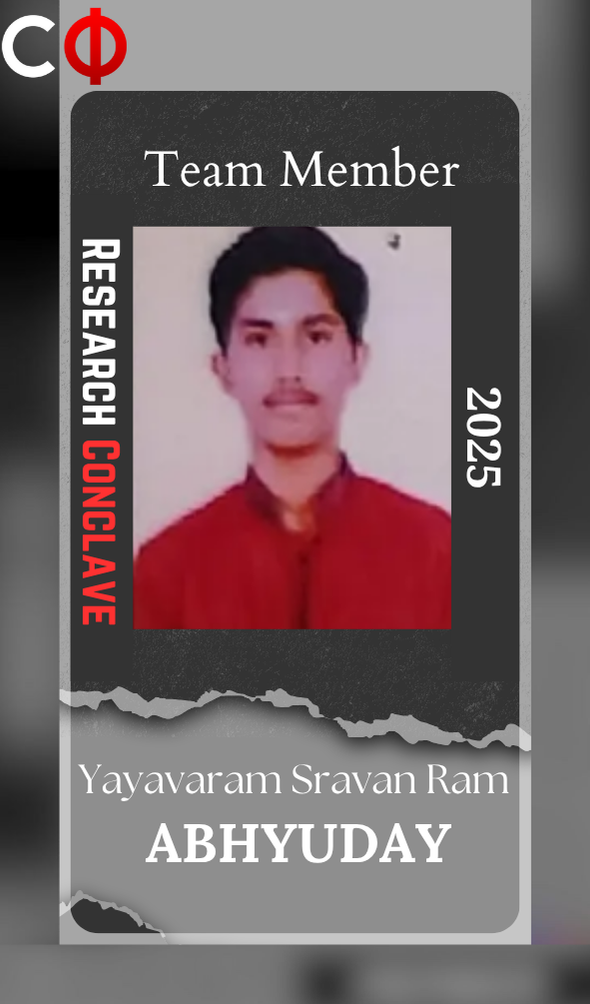 CΦ
Team Member
RESEARCH CONCLAVE
2025
Yayavaram Sravan Ram
ABHYUDAY